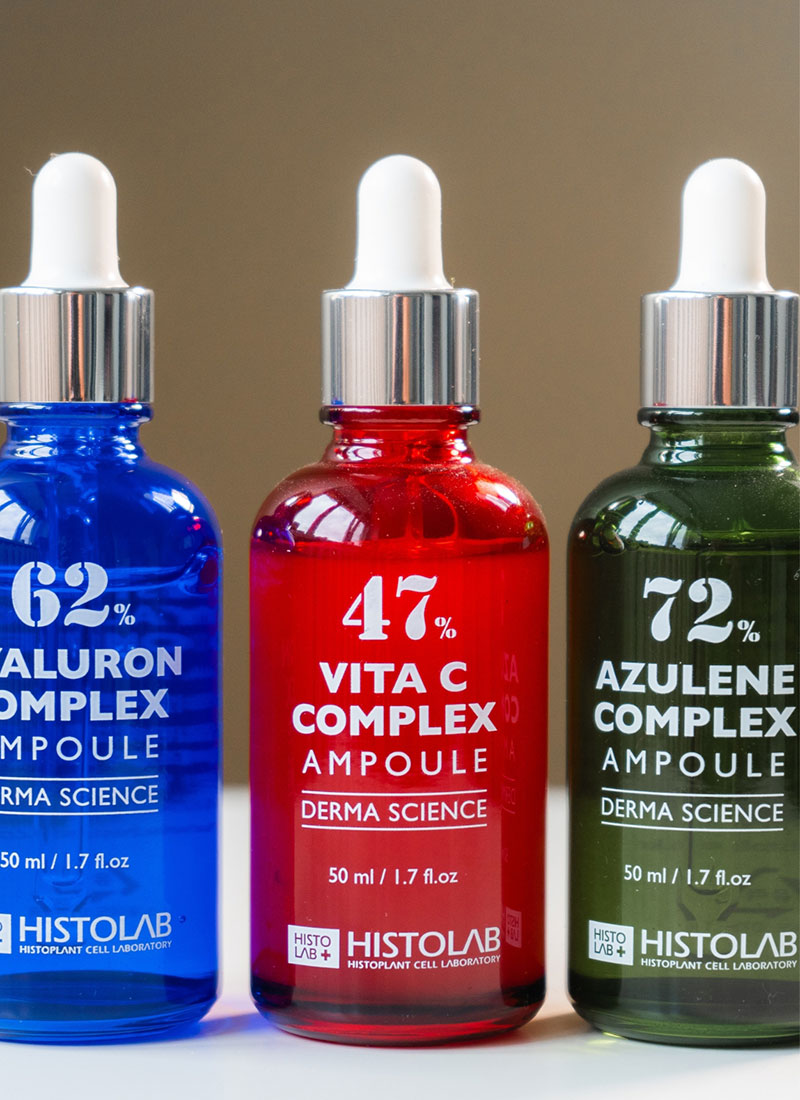 62%
YALURON
OMPLEX
MPOULE
RMA SCIENCE
50 ml / 1.7 fl.oz
HISTOLAB
HISTOPLANT CELL LABORATORY
47%
VITA C
COMPLEX
AMPOULE
DERMA SCIENCE
50 ml / 1.7 fl.oz
HISTO
LAB+
HISTOLAB
HISTOPLANT CELL LABORATORY
72%
AZULENE
COMPLEX
AMPOULE
DERMA SCIENCE
50 ml / 1.7 fl.oz
HISTO
LAB+
HISTOLAB
HISTOPLANT CELL LABORATORY